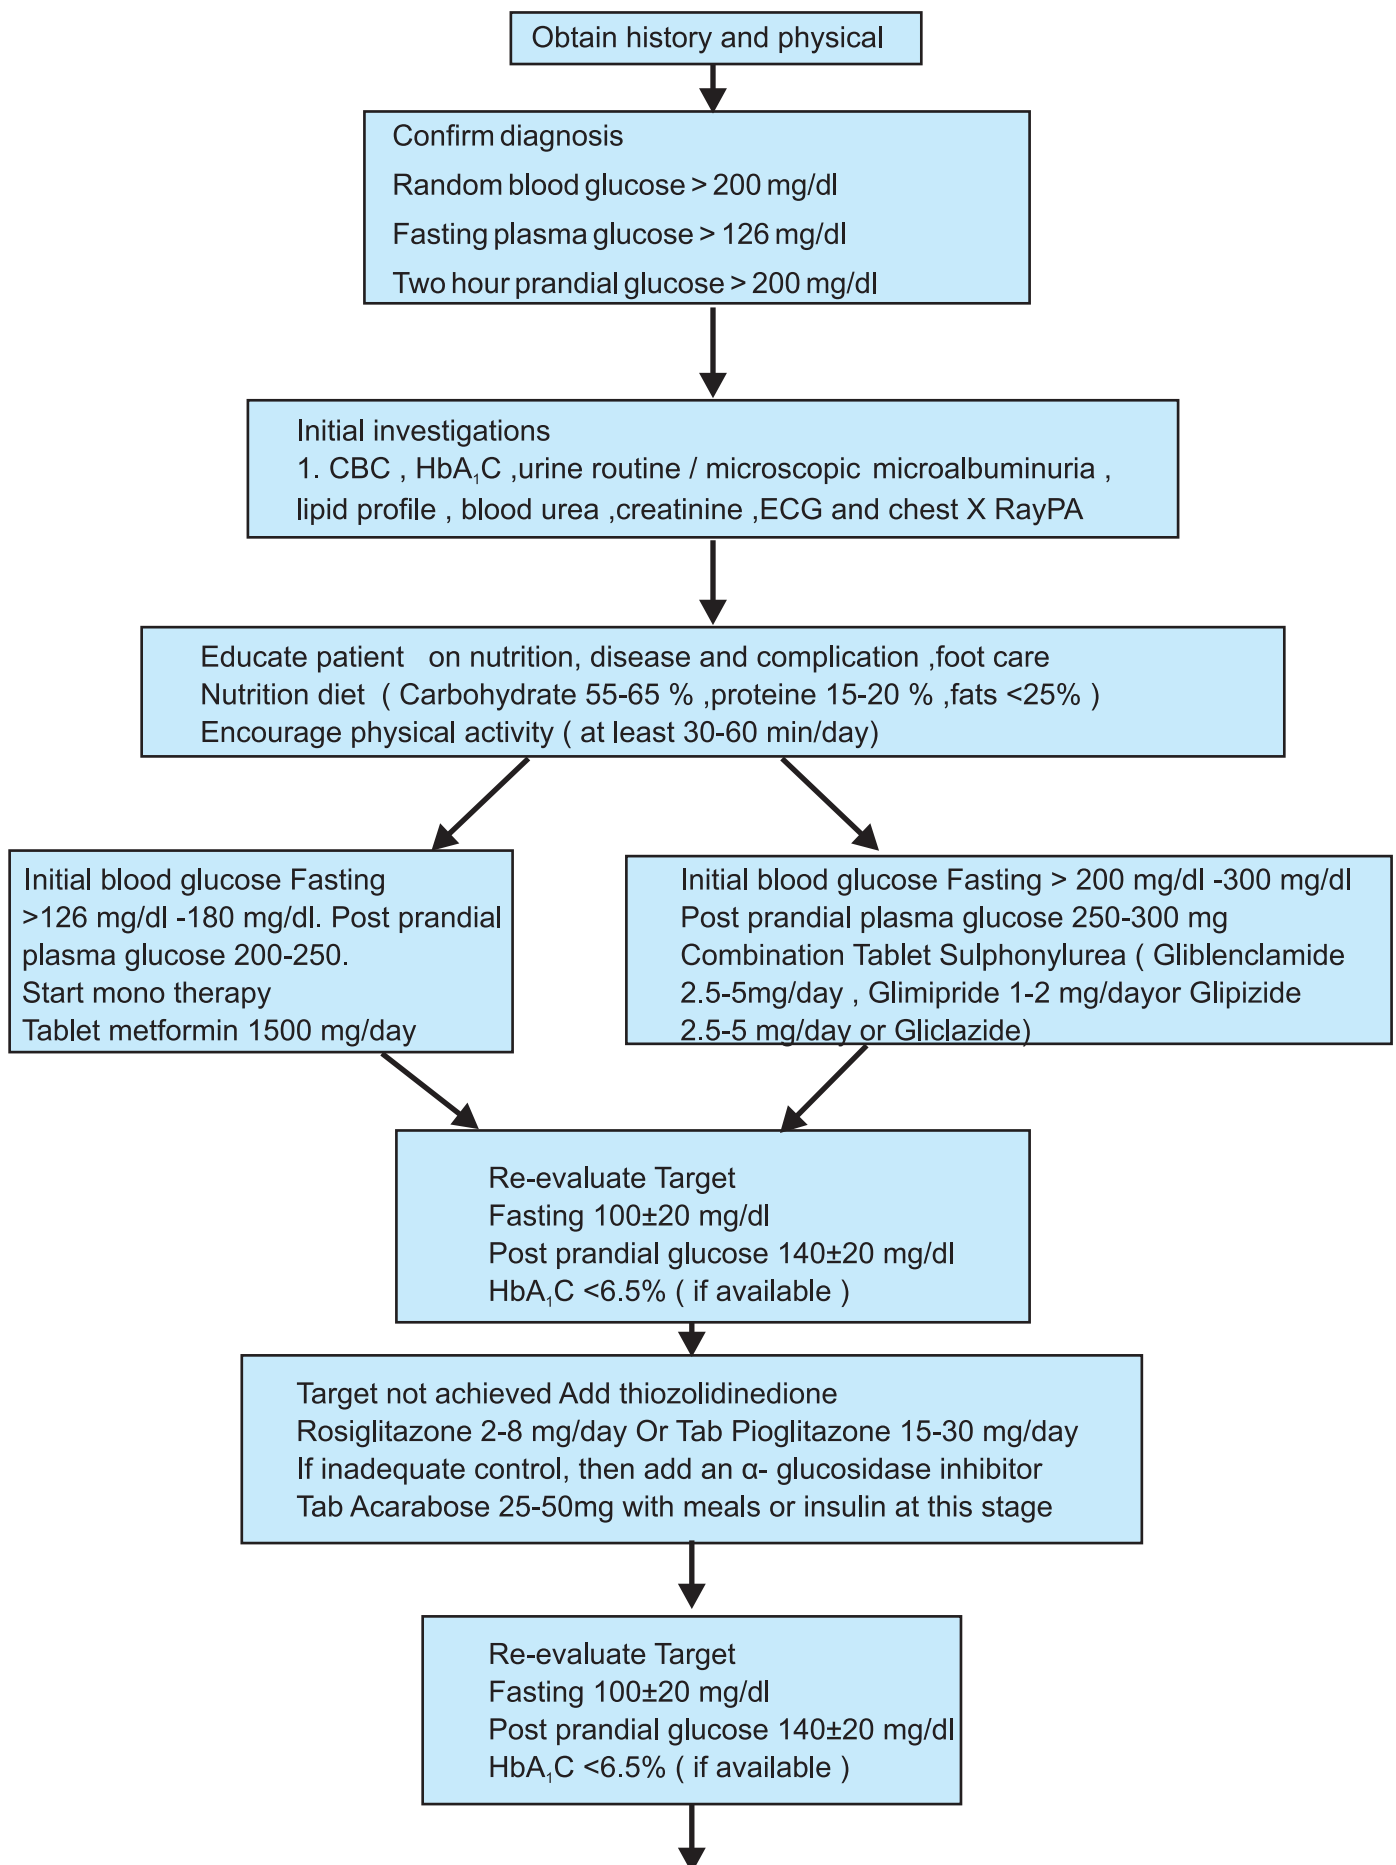 Obtain history and physical
Confirm diagnosis
Random blood glucose > 200 mg/dl
Fasting plasma glucose > 126 mg/dl
Two hour prandial glucose > 200 mg/dl
Initial investigations
1. CBC , HbA₁C ,urine routine / microscopic microalbuminuria ,
lipid profile , blood urea ,creatinine ,ECG and chest X RayPA
Educate patient on nutrition, disease and complication ,foot care
Nutrition diet ( Carbohydrate 55-65 % ,proteine 15-20 % ,fats <25% )
Encourage physical activity ( at least 30-60 min/day)
Initial blood glucose Fasting
>126 mg/dl -180 mg/dl. Post prandial
plasma glucose 200-250.
Start mono therapy
Tablet metformin 1500 mg/day
Initial blood glucose Fasting > 200 mg/dl -300 mg/dl
Post prandial plasma glucose 250-300 mg
Combination Tablet Sulphonylurea ( Gliblenclamide
2.5-5mg/day , Glimipride 1-2 mg/dayor Glipizide
2.5-5 mg/day or Gliclazide)
Re-evaluate Target
Fasting 100±20 mg/dl
Post prandial glucose 140±20 mg/dl
HbA₁C <6.5% ( if available )
Target not achieved Add thiozolidinedione
Rosiglitazone 2-8 mg/day Or Tab Pioglitazone 15-30 mg/day
If inadequate control, then add an α- glucosidase inhibitor
Tab Acarabose 25-50mg with meals or insulin at this stage
Re-evaluate Target
Fasting 100±20 mg/dl
Post prandial glucose 140±20 mg/dl
HbA₁C <6.5% ( if available )